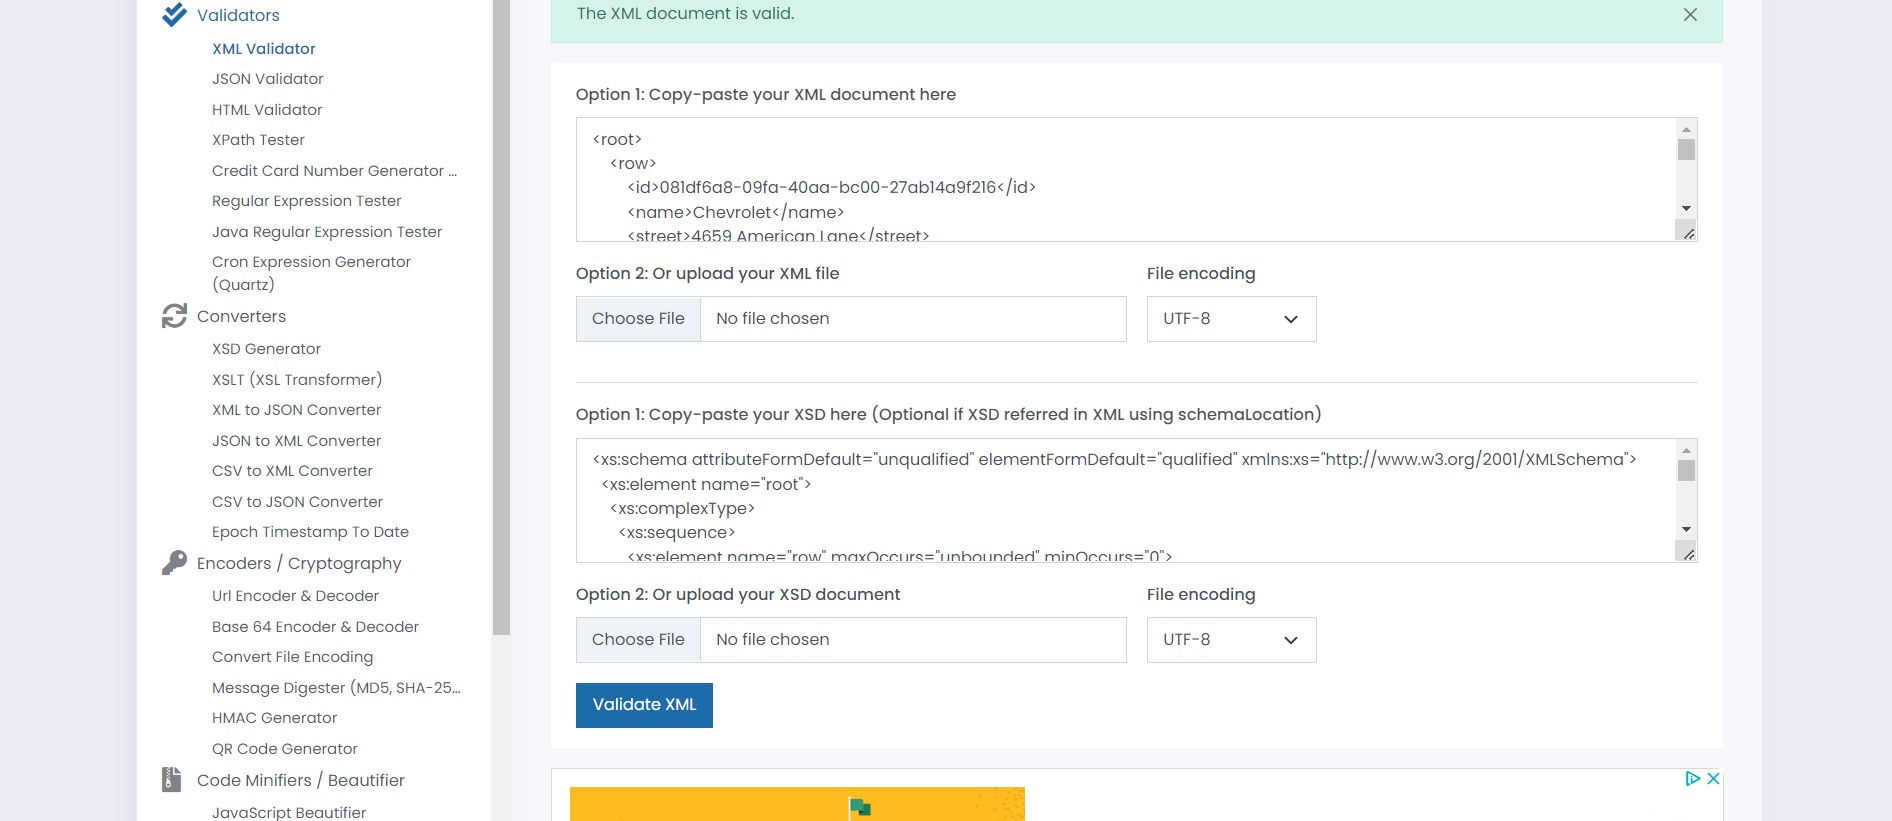 Validators
XML Validator
JSON Validator
HTML Validator
XPath Tester
Credit Card Number Generator ...
Regular Expression Tester
Java Regular Expression Tester
Cron Expression Generator
(Quartz)
Converters
XSD Generator
XSLT (XSL Transformer)
XML to JSON Converter
JSON to XML Converter
CSV to XML Converter
CSV to JSON Converter
Epoch Timestamp To Date
Encoders / Cryptography
Url Encoder & Decoder
Base 64 Encoder & Decoder
Convert File Encoding
Message Digester (MD5, SHA-25...
HMAC Generator
QR Code Generator
Code Minifiers / Beautifier
JavaScript Beautifier
The XML document is valid.
Option 1: Copy-paste your XML document here
<root>
<row>
<id>081df6a8-09fa-40aa-bc00-27ab14a9f216</id>
<name>Chevrolet</name>
<street>4659 American Lane</street>
Option 2: Or upload your XML file
File encoding
Choose File No file chosen
UTF-8
Option 1: Copy-paste your XSD here (Optional if XSD referred in XML using schemaLocation)
<xs:schema attributeFormDefault="unqualified" elementFormDefault="qualified" xmlns:xs="http://www.w3.org/2001/XMLSchema">
<xs:element name="root">
<xs:complexType>
<xs:sequence>
<xs:element name="row" maxOccurs="unbounded" minOccurs="0">
Option 2: Or upload your XSD document
File encoding
Choose File No file chosen
UTF-8
Validate XML